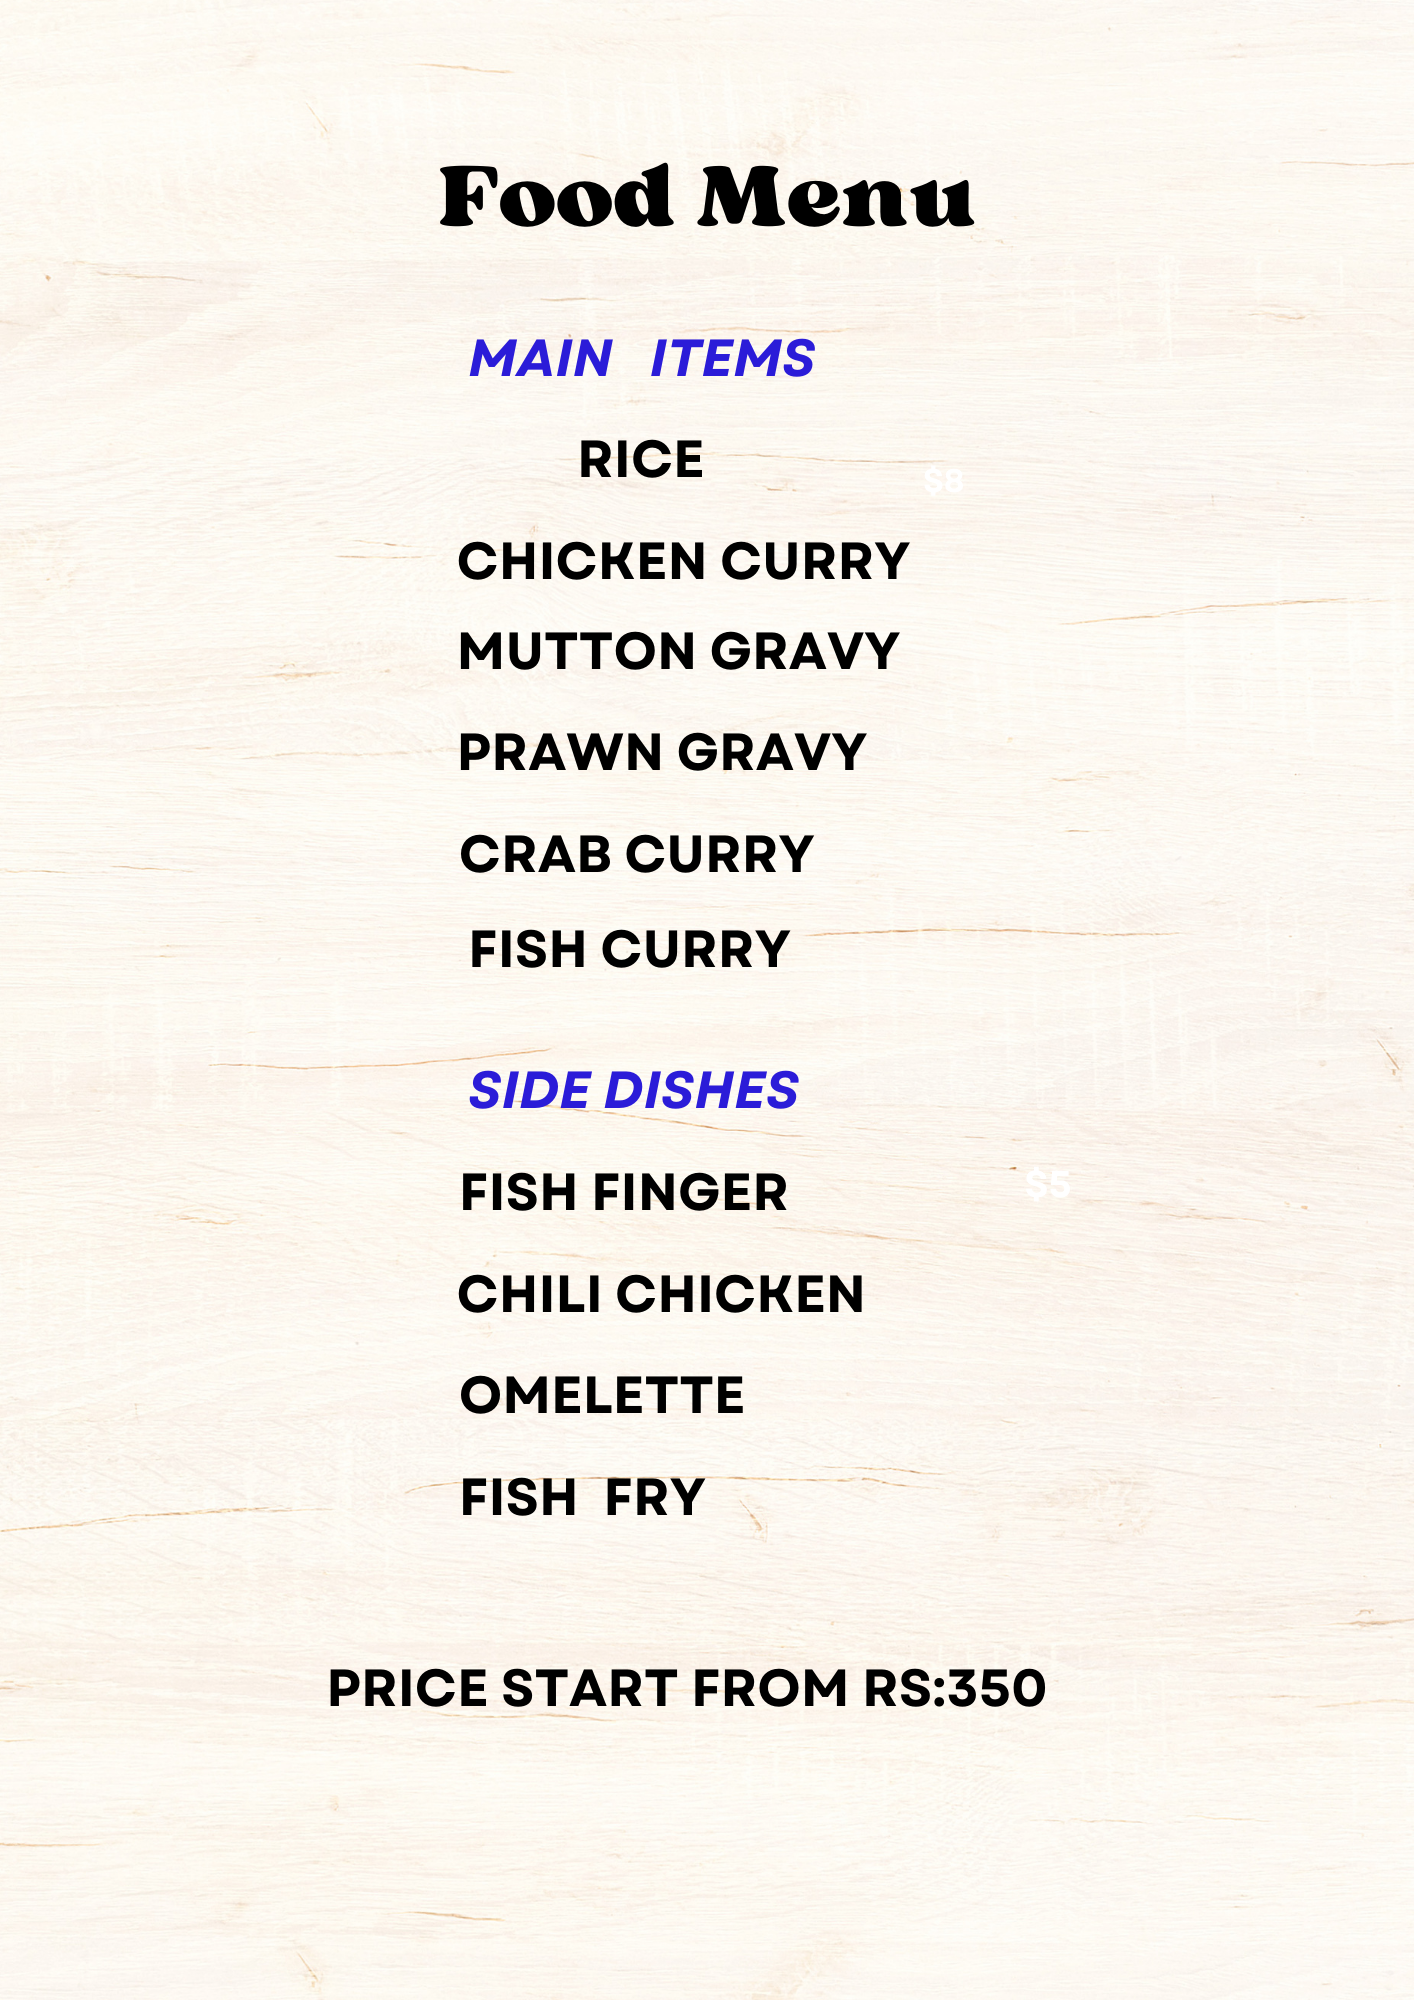 Food Menu
MAIN ITEMS
RICE
$8
CHICKEN CURRY
MUTTON GRAVY
PRAWN GRAVY
CRAB CURRY
FISH CURRY
SIDE DISHES
FISH FINGER
$5
CHILI CHICKEN
OMELETTE
FISH FRY
PRICE START FROM RS:350